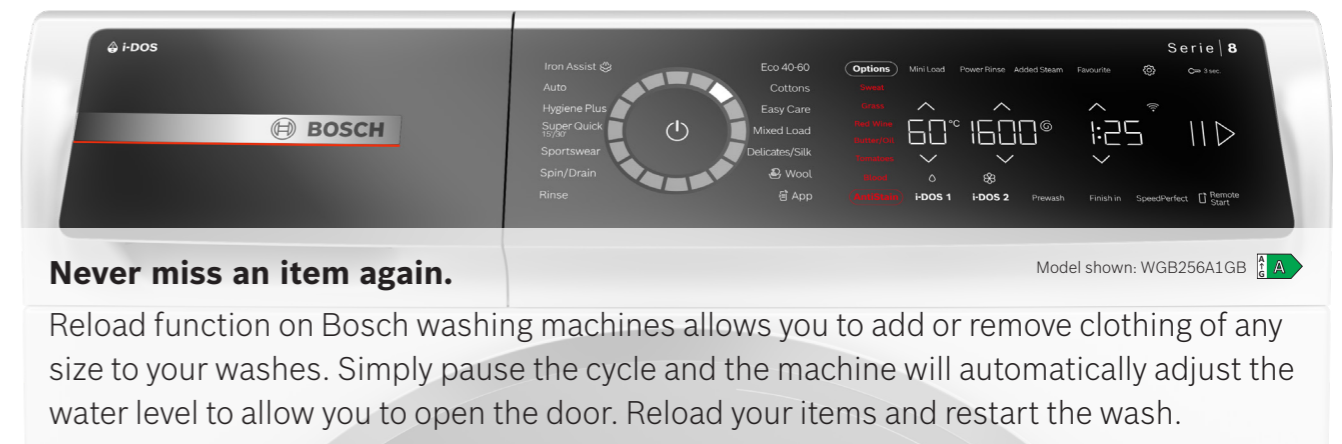 i-DOS
BOSCH
Iron Assist
Auto
Hygiene Plus
Super Quick
15'/30'
Sportswear
Spin/Drain
Rinse
Eco 40-60
Cottons
Easy Care
Mixed Load
Delicates/Silk
Wool
App
Serie | 8
Options Mini Load Power Rinse Added Steam Favourite 3 sec.
Sweat
Grass
Red Wine
Butter/Oil
Tomatoes
Blood
60 °C 1600 1:25
i-DOS 1 i-DOS 2 Prewash Finish in SpeedPerfect Remote
Start
Never miss an item again.
Model shown: WGB256A1GB A
A
G
Reload function on Bosch washing machines allows you to add or remove clothing of any
size to your washes. Simply pause the cycle and the machine will automatically adjust the
water level to allow you to open the door. Reload your items and restart the wash.